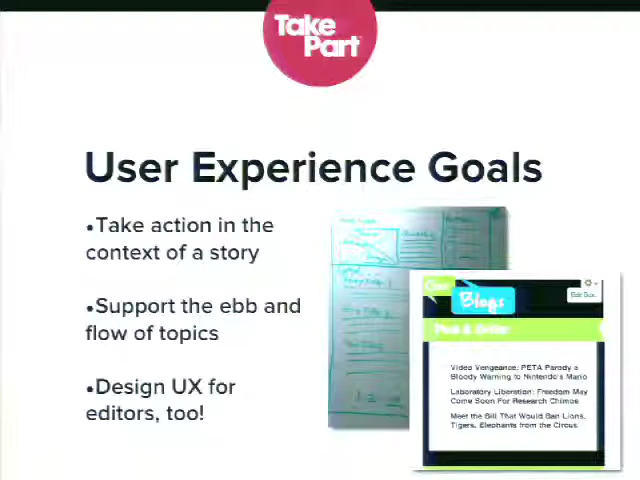 Take
Part
User Experience Goals
•Take action in the
context of a story
•Support the ebb and
flow of topics
•Design UX for
editors, too!
Blogs
Edit Box
Video Vengeance: PETA Parody a
Bloody Warning to Nintendo's Mario
Laboratory Liberation: Freedom May
Come Soon For Research Chimps
Meet the Bill That Would Ban Lions,
Tigers, Elephants from the Circus